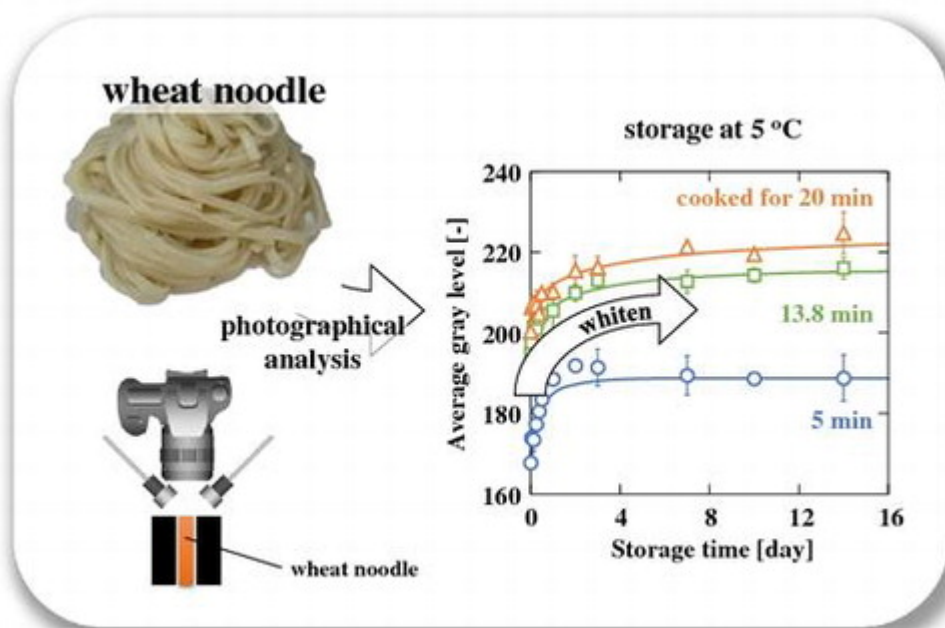 wheat noodle
photographical
analysis
wheat noodle
storage at 5 °C
Average gray level [-]
240
220
200
180
160
cooked for 20 min
13.8 min
5 min
whiten
0 4 8 12 16
Storage time [day]